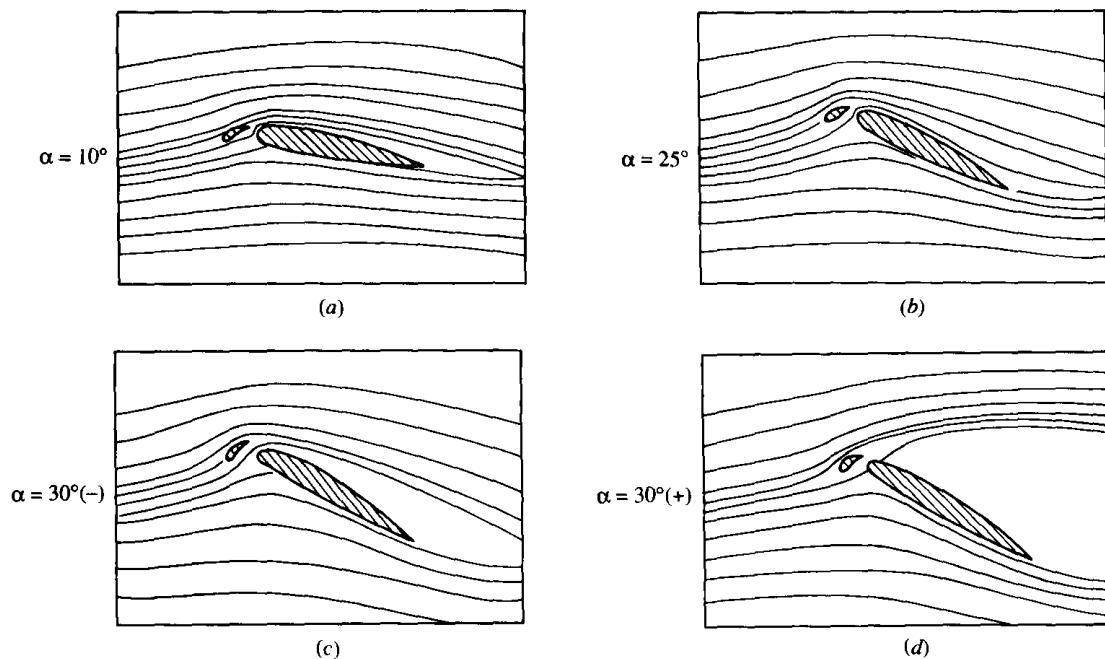 α = 10°
(a)
α = 25°
(b)
α = 30°(–)
(c)
α = 30°(+)
(d)